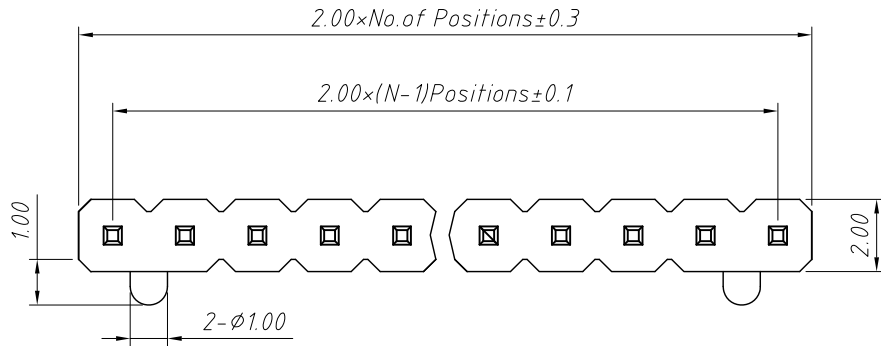 2.00×No.of Positions±0.3
2.00×(N-1)Positions±0.1
1.00
2.00
2-ϕ1.00